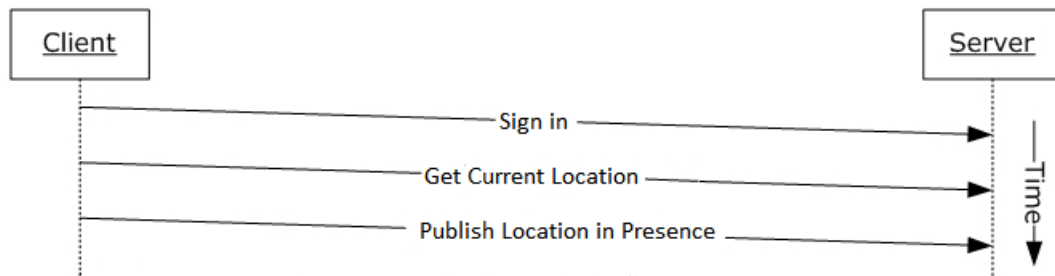 Client
Server
Sign in
Get Current Location
Publish Location in Presence
Time